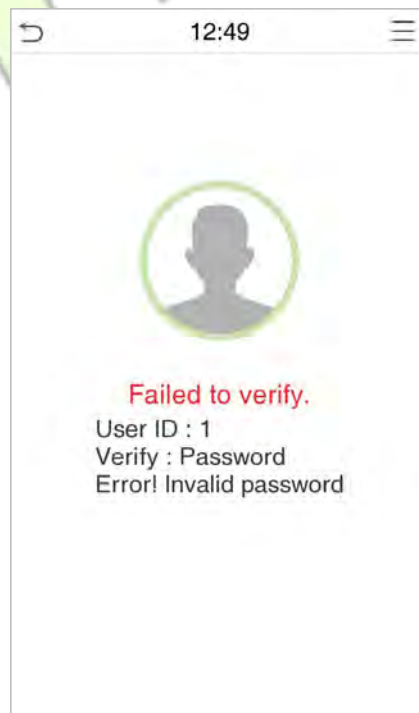 12:49
Failed to verify.
User ID : 1
Verify : Password
Error! Invalid password